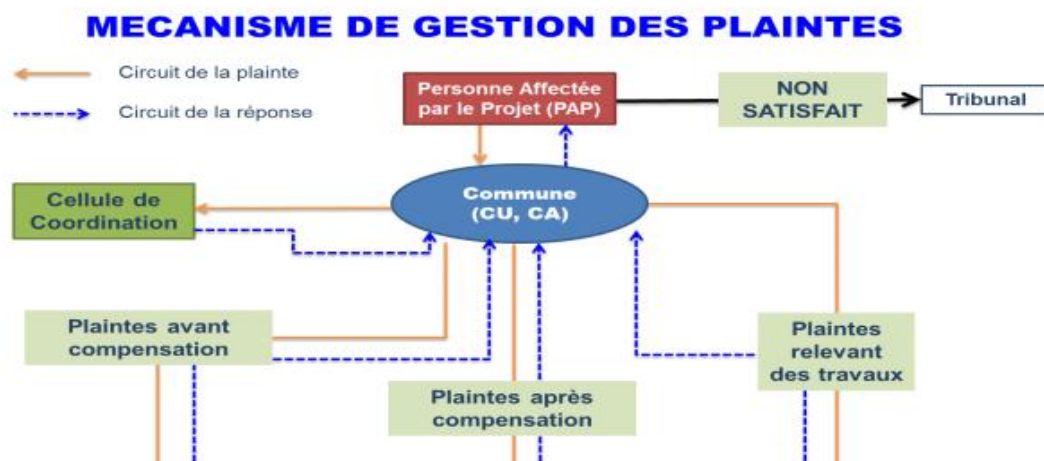 MECANISME DE GESTION DES PLAINTES
Circuit de la plainte
Circuit de la réponse
Personne Affectée
par le Projet (PAP)
NON
SATISFAIT
Tribunal
Commune
(CU, CA)
Cellule de
Coordination
Plaintes avant
compensation
Plaintes après
compensation
Plaintes
relevant
des travaux